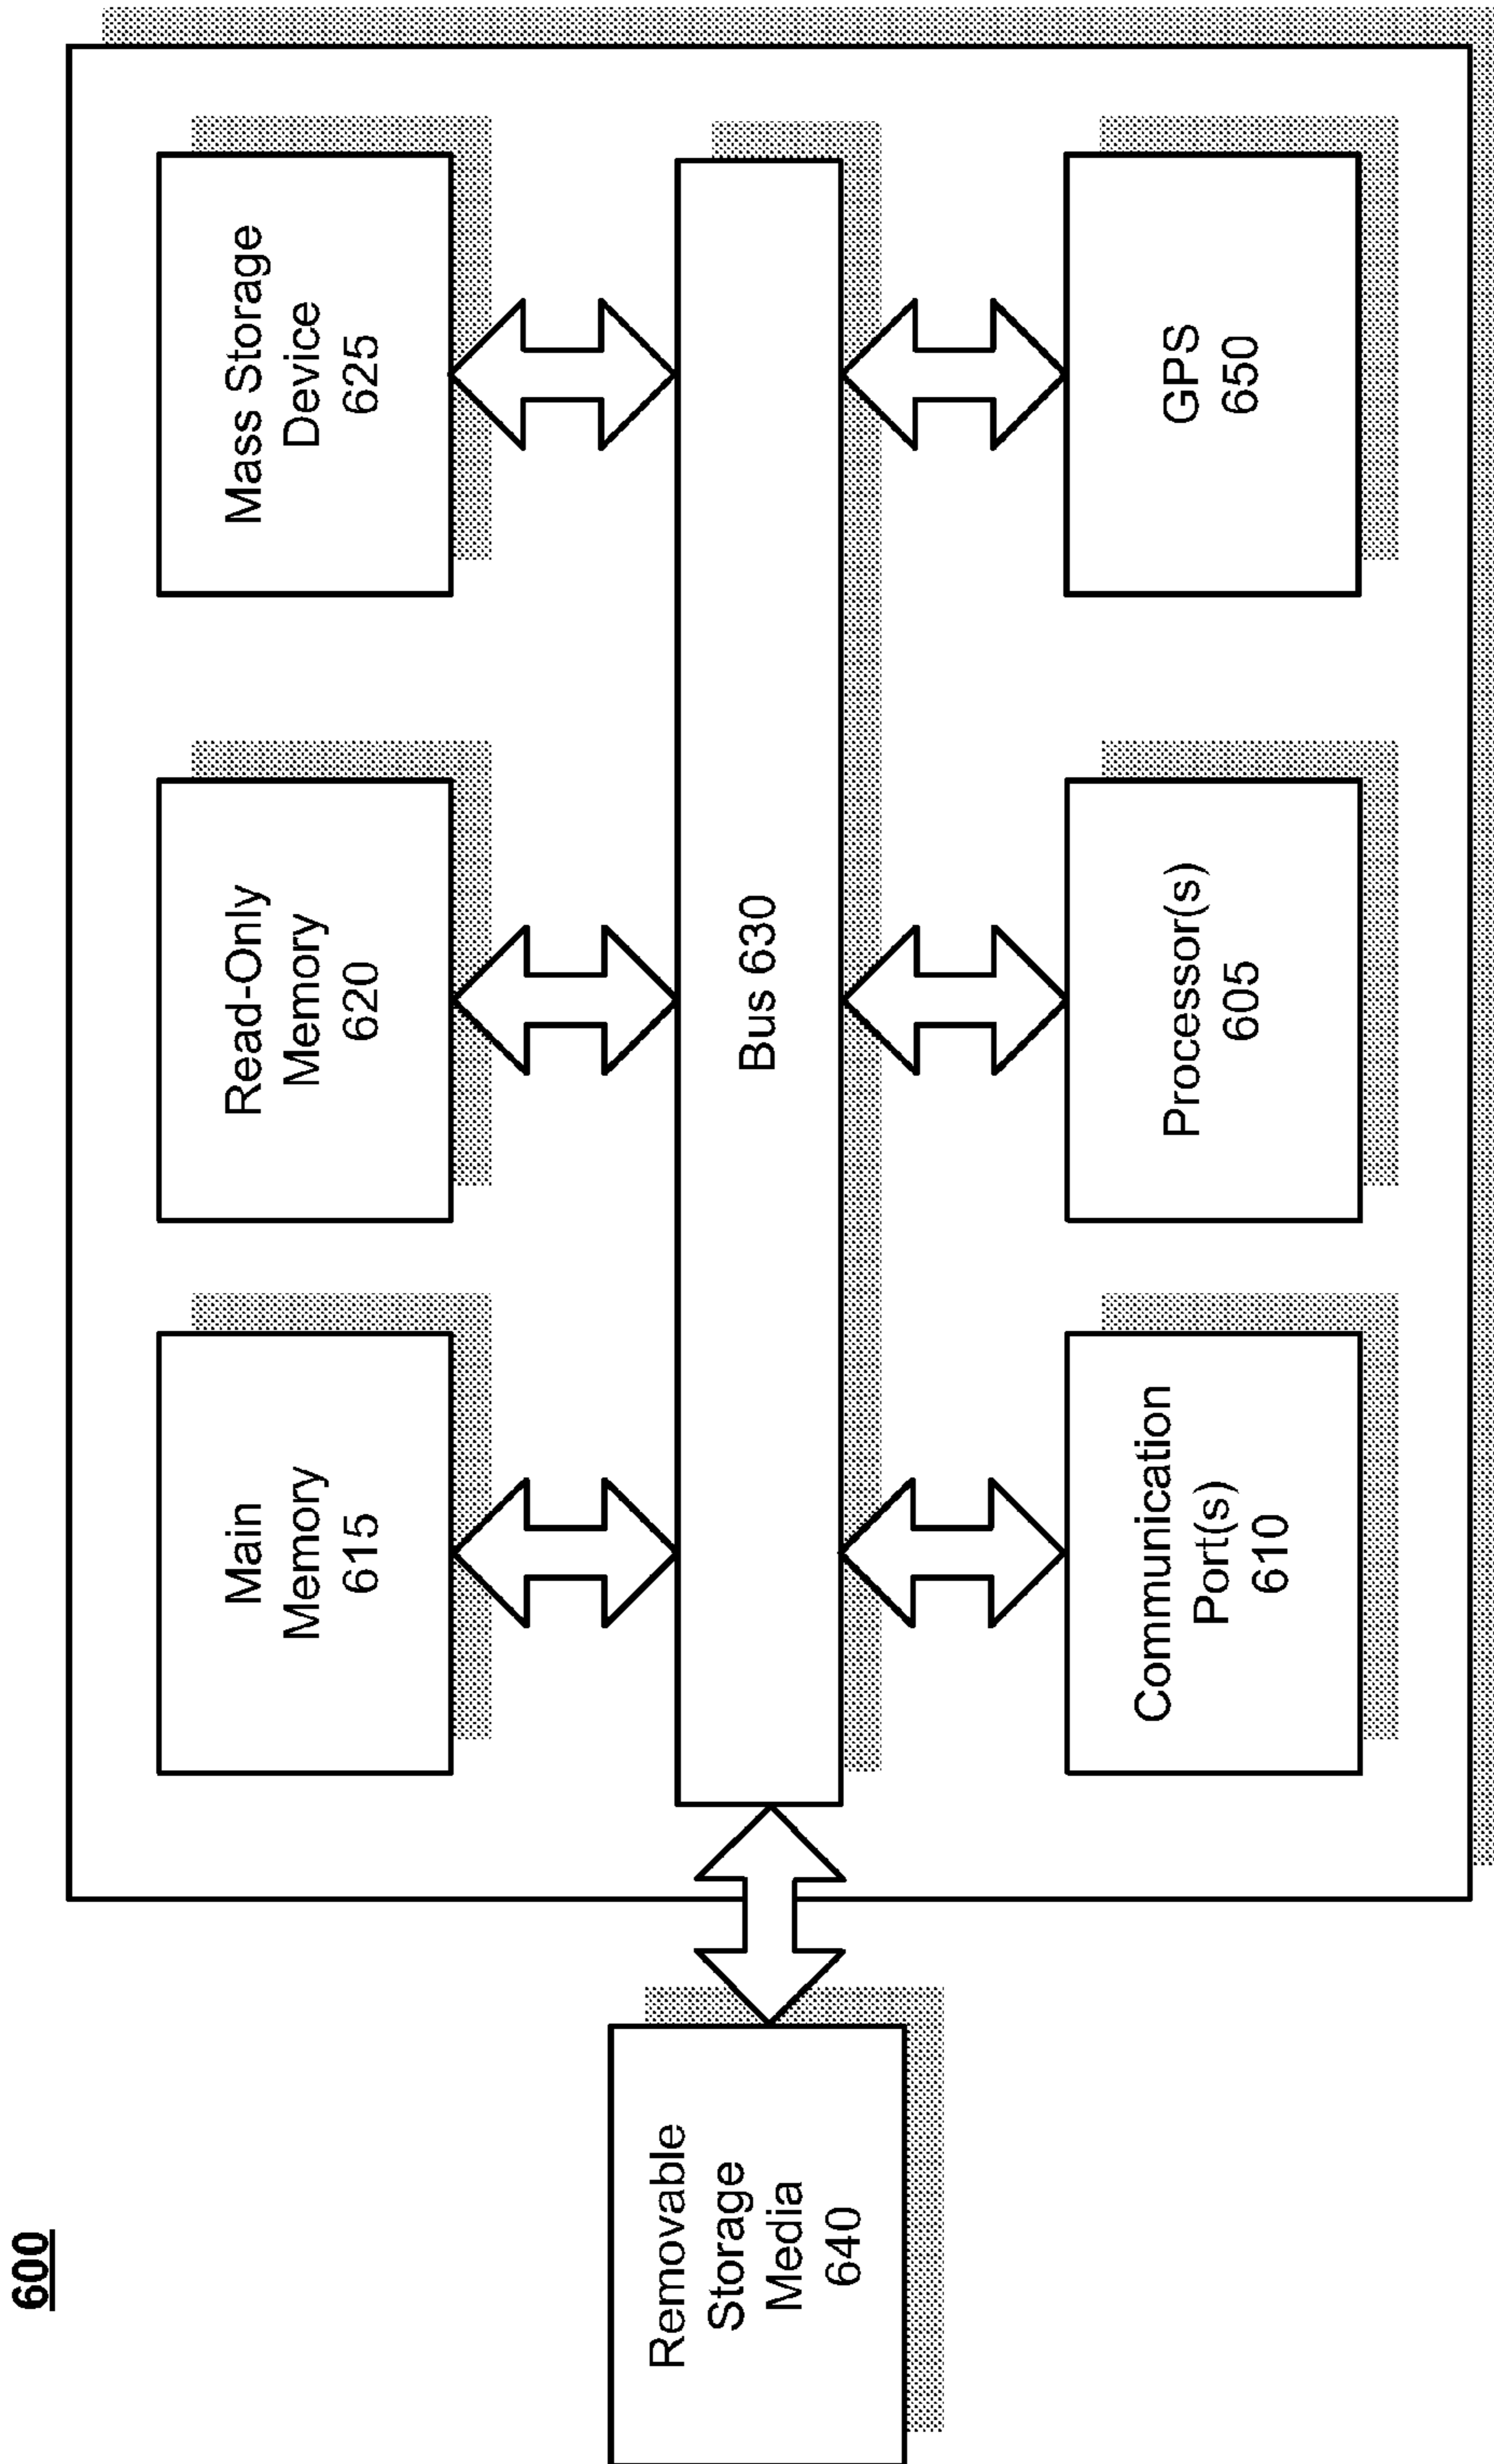 600
Main
Memory
615
Read-Only
Memory
620
Mass Storage
Device
625
Removable
Storage
Media
640
Bus 630
Communication
Port(s)
610
Processor(s)
605
GPS
650